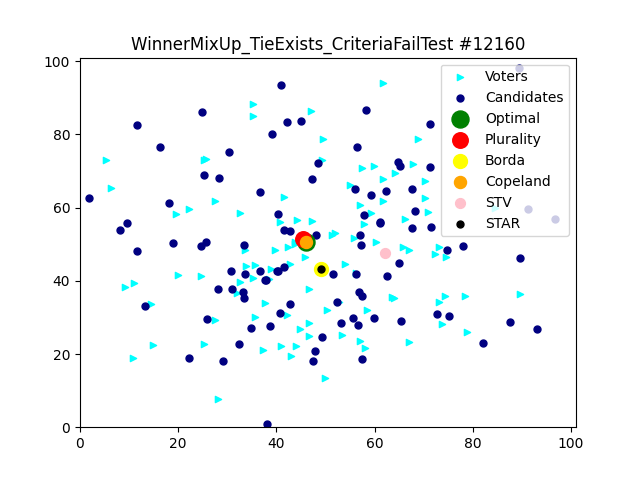 WinnerMixUp_TieExists_CriteriaFailTest #12160
100
80
60
40
20
0
0 20 40 60 80 100
Voters
Candidates
Optimal
Plurality
Borda
Copeland
STV
STAR